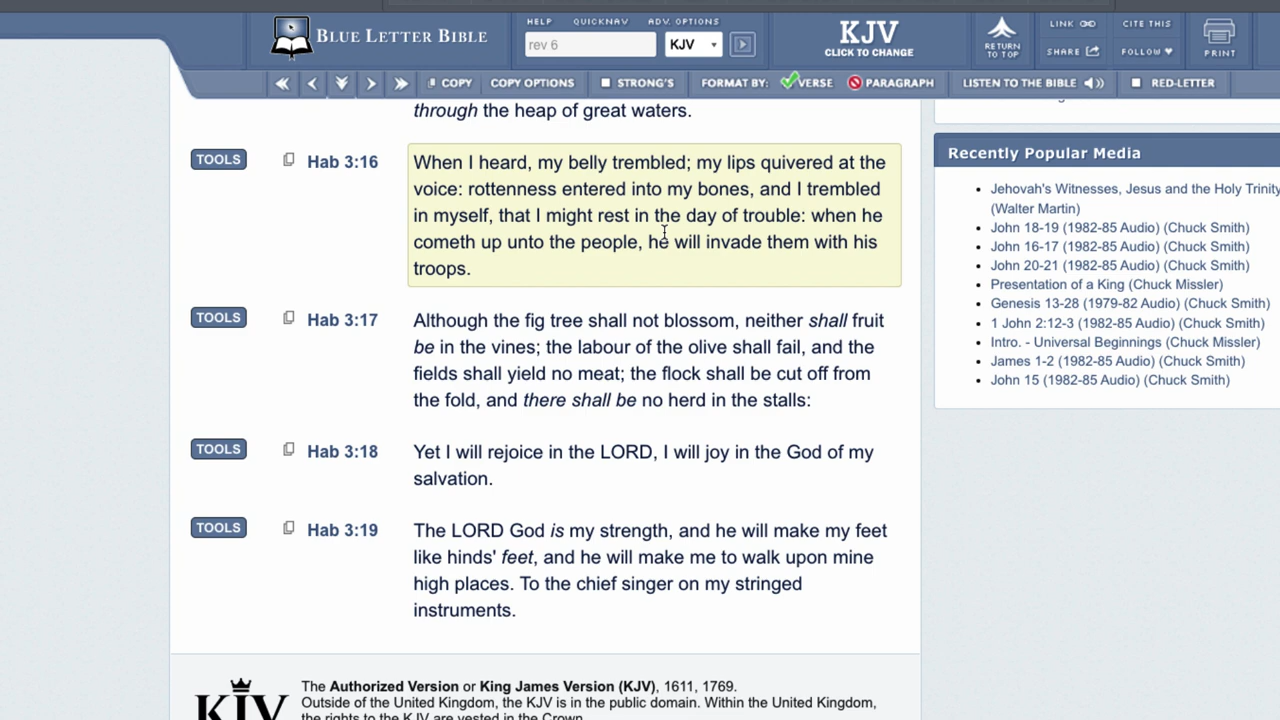 HELP QUICKNAV ADV. OPTIONS
BLUE LETTER BIBLE
rev 6
KJV
KJV
CLICK TO CHANGE
RETURN
TO TOP
LINK
CITE THIS
SHARE
FOLLOW
PRINT
COPY
COPY OPTIONS
STRONG'S
FORMAT BY:
VERSE
PARAGRAPH
LISTEN TO THE BIBLE
RED-LETTER
through the heap of great waters.
TOOLS
Hab 3:16
When I heard, my belly trembled; my lips quivered at the
voice: rottenness entered into my bones, and I trembled
in myself, that I might rest in the day of trouble: when he
cometh up unto the people, he will invade them with his
troops.
TOOLS
Hab 3:17
Although the fig tree shall not blossom, neither shall fruit
be in the vines; the labour of the olive shall fail, and the
fields shall yield no meat; the flock shall be cut off from
the fold, and there shall be no herd in the stalls:
TOOLS
Hab 3:18
Yet I will rejoice in the LORD, I will joy in the God of my
salvation.
TOOLS
Hab 3:19
The LORD God is my strength, and he will make my feet
like hinds' feet, and he will make me to walk upon mine
high places. To the chief singer on my stringed
instruments.
KJV
The Authorized Version or King James Version (KJV), 1611, 1769.
Outside of the United Kingdom, the KJV is in the public domain. Within the United Kingdom,
the rights to the KJV are vested in the Crown.
Recently Popular Media
Jehovah's Witnesses, Jesus and the Holy Trinity
(Walter Martin)
John 18-19 (1982-85 Audio) (Chuck Smith)
John 16-17 (1982-85 Audio) (Chuck Smith)
John 20-21 (1982-85 Audio) (Chuck Smith)
Presentation of a King (Chuck Missler)
Genesis 13-28 (1979-82 Audio) (Chuck Smith)
1 John 2:12-3 (1982-85 Audio) (Chuck Smith)
Intro. - Universal Beginnings (Chuck Missler)
James 1-2 (1982-85 Audio) (Chuck Smith)
John 15 (1982-85 Audio) (Chuck Smith)